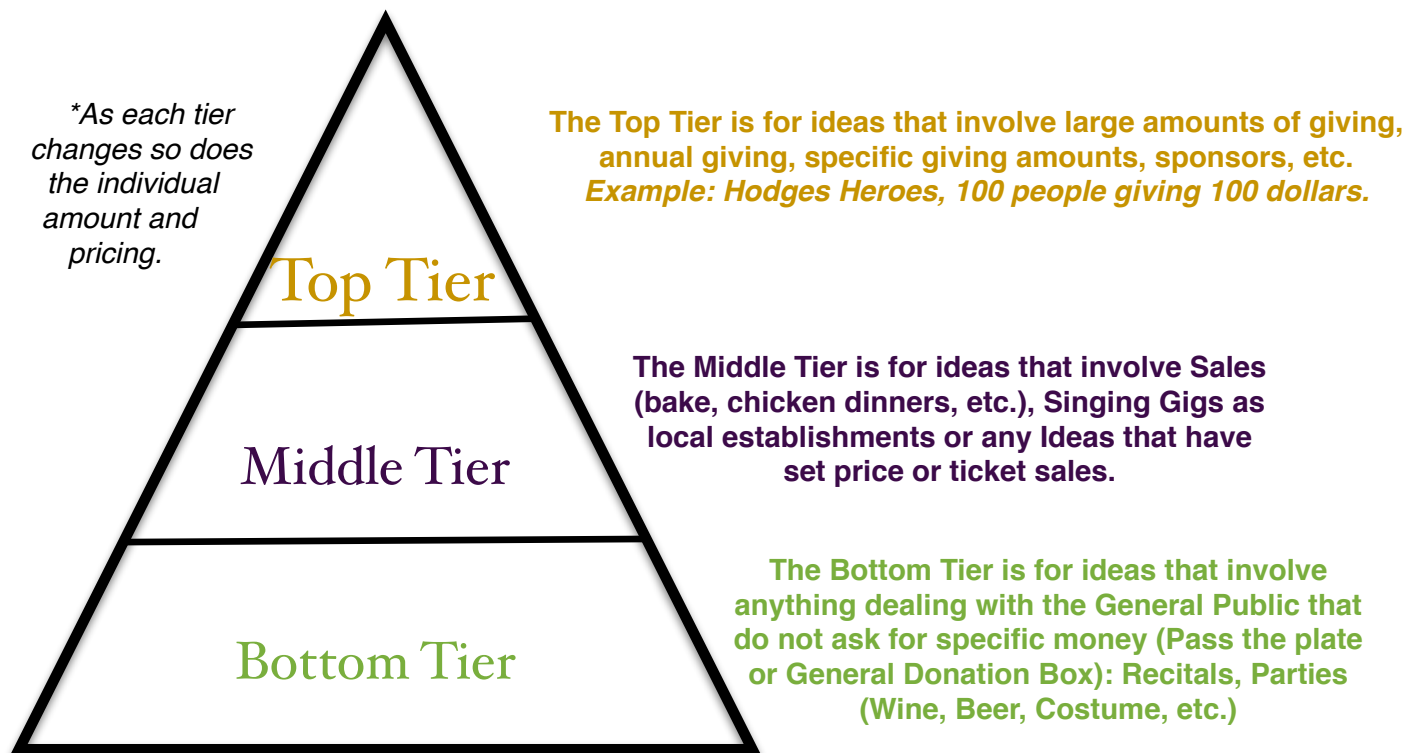 *As each tier
changes so does
the individual
amount and
pricing.
The Top Tier is for ideas that involve large amounts of giving,
annual giving, specific giving amounts, sponsors, etc.
Example: Hodges Heroes, 100 people giving 100 dollars.
Top Tier
The Middle Tier is for ideas that involve Sales
(bake, chicken dinners, etc.), Singing Gigs as
local establishments or any Ideas that have
set price or ticket sales.
Middle Tier
The Bottom Tier is for ideas that involve
anything dealing with the General Public that
do not ask for specific money (Pass the plate
or General Donation Box): Recitals, Parties
(Wine, Beer, Costume, etc.)
Bottom Tier